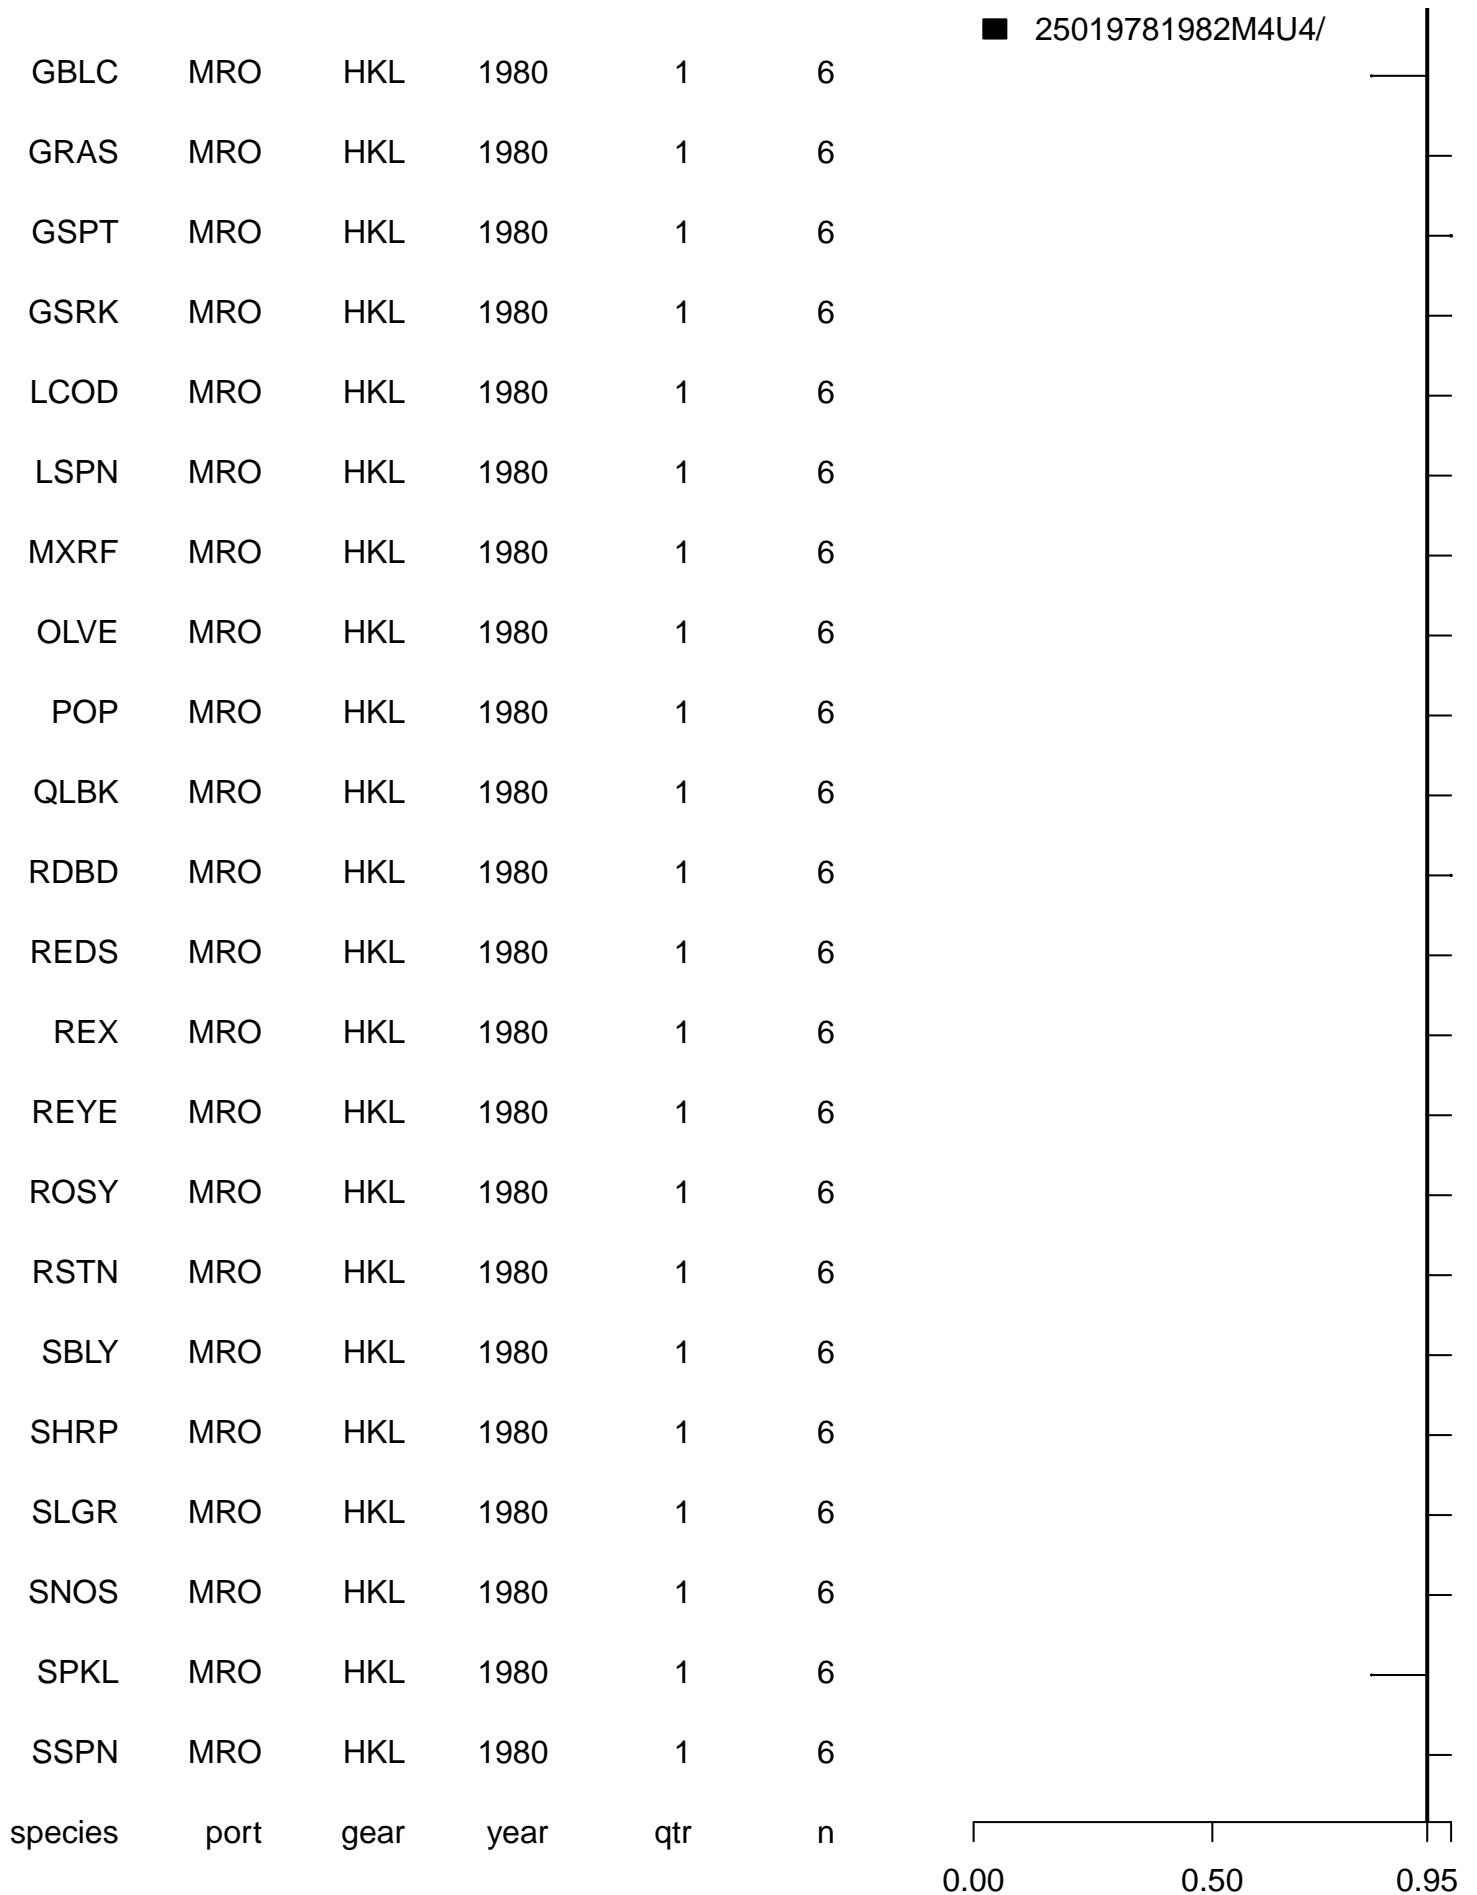 25019781982M4U4/
GBLC MRO HKL 1980 1 6
GRAS MRO HKL 1980 1 6
GSPT MRO HKL 1980 1 6
GSRK MRO HKL 1980 1 6
LCOD MRO HKL 1980 1 6
LSPN MRO HKL 1980 1 6
MXRF MRO HKL 1980 1 6
OLVE MRO HKL 1980 1 6
POP MRO HKL 1980 1 6
QLBK MRO HKL 1980 1 6
RDBD MRO HKL 1980 1 6
REDS MRO HKL 1980 1 6
REX MRO HKL 1980 1 6
REYE MRO HKL 1980 1 6
ROSY MRO HKL 1980 1 6
RSTN MRO HKL 1980 1 6
SBLY MRO HKL 1980 1 6
SHRP MRO HKL 1980 1 6
SLGR MRO HKL 1980 1 6
SNOS MRO HKL 1980 1 6
SPKL MRO HKL 1980 1 6
SSPN MRO HKL 1980 1 6
species port gear year qtr n
0.00 0.50 0.95